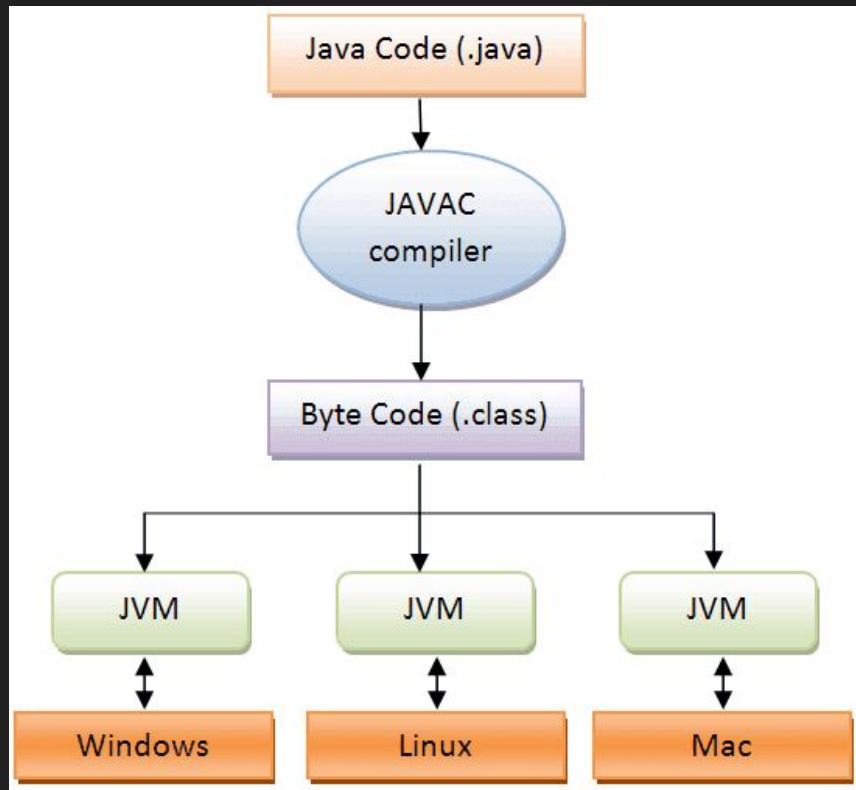 Java Code (.java)
JAVAC
compiler
Byte Code (.class)
JVM
JVM
JVM
Windows
Linux
Mac